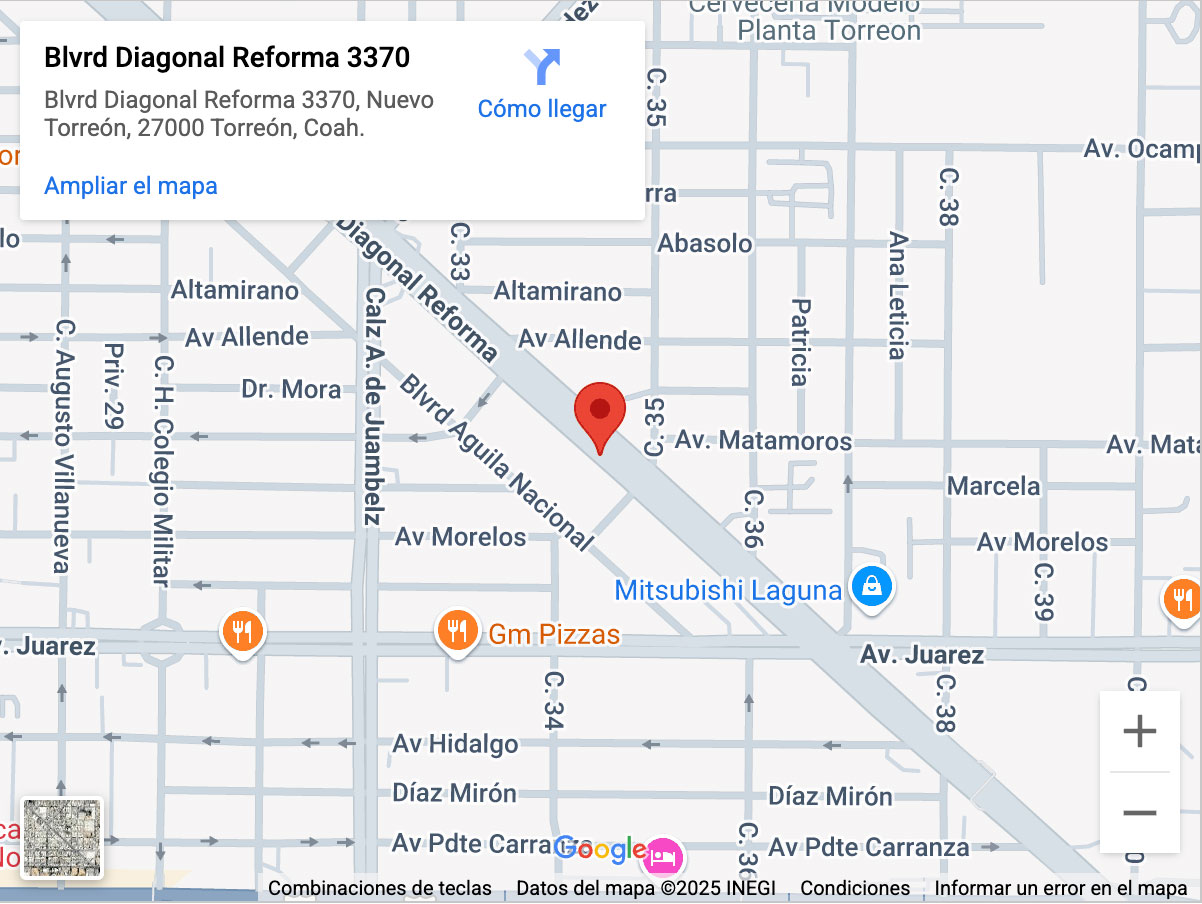 Cervecería Modelo
Planta Torreon
Blvrd Diagonal Reforma 3370
Blvrd Diagonal Reforma 3370, Nuevo
Torreón, 27000 Torreón, Coah.
Cómo llegar
Ampliar el mapa
C. 35
Av. Ocamp
C. 38
rra
lo
C. 33
Abasolo
Diagonal Reforma
Ana Leticia
Altamirano
Altamirano
Calz A. de Juambelz
Patricia
C. Augusto Villanueva
Av Allende
Av Allende
Priv. 29
C. H. Colegio Militar
Dr. Mora
Blvrd Aguila Nacional
C. 35
Av. Matamoros
Av. Mata
Marcela
C. 36
Av Morelos
Av Morelos
C. 39
Mitsubishi Laguna
Gm Pizzas
. Juarez
Av. Juarez
C. 34
C. 38
C.
Av Hidalgo
Díaz Mirón
Díaz Mirón
C. 36
Av Pdte Carranza
Av Pdte Carranza
Google
Combinaciones de teclas
Datos del mapa ©2025 INEGI
Condiciones
Informar un error en el mapa